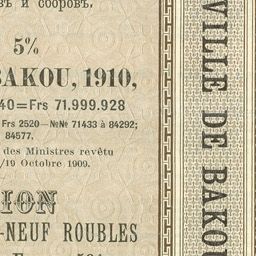 и сборовъ.
5%
BAKOU, 1910,
40=Frs 71.999.928
Frs 2520—№№ 71433 à 84292;
84577.
des Ministres revêtu
/19 Octobre 1909.
ION
-NEUF ROUBLES
VILLE DE BAKOU